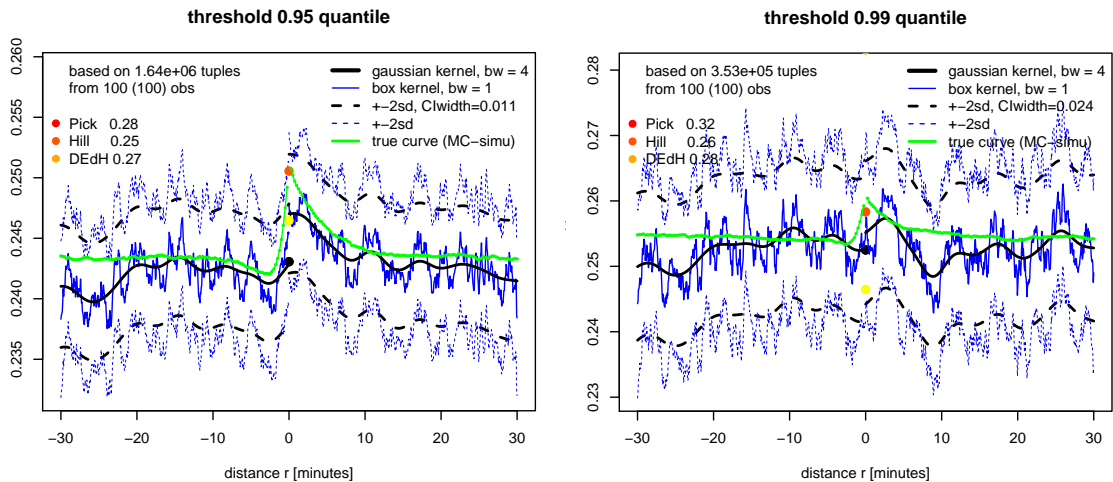 threshold 0.95 quantile
based on 1.64e+06 tuples
from 100 (100) obs
Pick 0.28
Hill 0.25
DEdH 0.27
gaussian kernel, bw = 4
box kernel, bw = 1
+−2sd, CIwidth=0.011
+−2sd
true curve (MC−simu)
0.260
0.255
0.250
0.245
0.240
0.235
−30 −20 −10 0 10 20 30
distance r [minutes]
threshold 0.99 quantile
based on 3.53e+05 tuples
from 100 (100) obs
Pick 0.32
Hill 0.26
DEdH 0.28
gaussian kernel, bw = 4
box kernel, bw = 1
+−2sd, CIwidth=0.024
+−2sd
true curve (MC−simu)
0.28
0.27
0.26
0.25
0.24
0.23
−30 −20 −10 0 10 20 30
distance r [minutes]